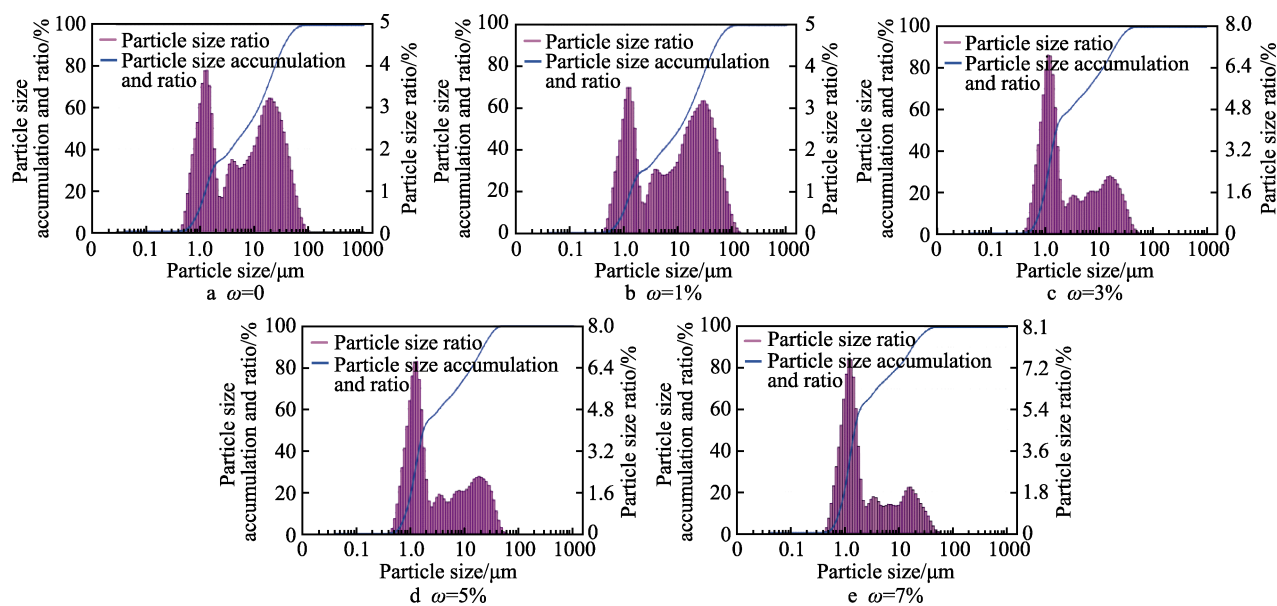 Particle size
accumulation and ratio/%
100
80
60
40
20
0
Particle size ratio
Particle size accumulation
and ratio
5
4
3
2
1
0
Particle size ratio/%
0 0.1 1.0 10 100 1000
Particle size/μm
a ω=0
Particle size
accumulation and ratio/%
100
80
60
40
20
0
Particle size ratio
Particle size accumulation
and ratio
5
4
3
2
1
0
Particle size ratio/%
0 0.1 1.0 10 100 1000
Particle size/μm
b ω=1%
Particle size
accumulation and ratio/%
100
80
60
40
20
0
Particle size ratio
Particle size accumulation
and ratio
8.0
6.4
4.8
3.2
1.6
0
Particle size ratio/%
0 0.1 1.0 10 100 1000
Particle size/μm
c ω=3%
Particle size
accumulation and ratio/%
100
80
60
40
20
0
Particle size ratio
Particle size accumulation
and ratio
8.0
6.4
4.8
3.2
1.6
0
Particle size ratio/%
0 0.1 1.0 10 100 1000
Particle size/μm
d ω=5%
Particle size
accumulation and ratio/%
100
80
60
40
20
0
Particle size ratio
Particle size accumulation
and ratio
8.1
7.2
5.4
3.6
1.8
0
Particle size ratio/%
0 0.1 1.0 10 100 1000
Particle size/μm
e ω=7%